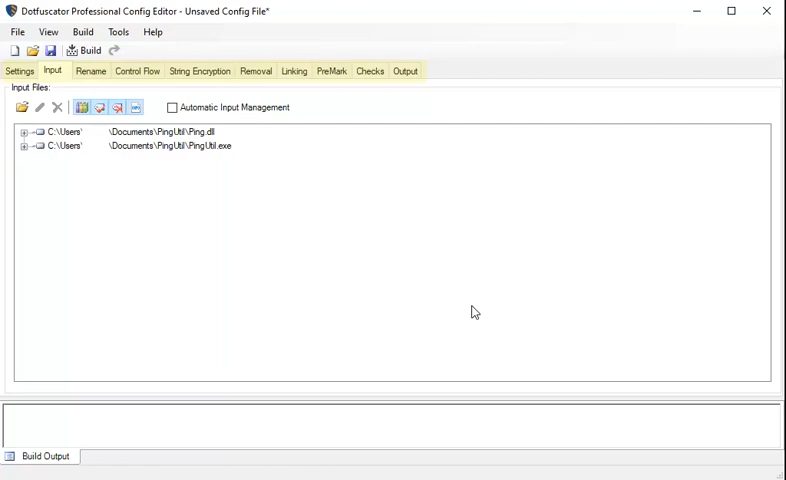 Dotfuscator Professional Config Editor - Unsaved Config File*
File View Build Tools Help
Build
Settings Input Rename Control Flow String Encryption Removal Linking PreMark Checks Output
Input Files:
Automatic Input Management
C:\Users\ \Documents\PingUtil\Ping.dll
C:\Users\ \Documents\PingUtil\PingUtil.exe
Build Output